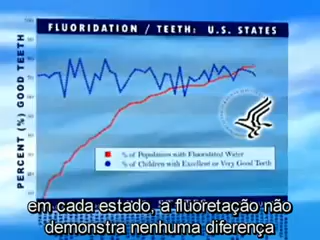 FLUORIDATION / TEETH: U.S. STATES
PERCENT (%) GOOD TEETH
% of Population with Fluoridated Water
% of Children with Excellent or Very Good Teeth
em cada estado, a fluoretação não
demonstra nenhuma diferença